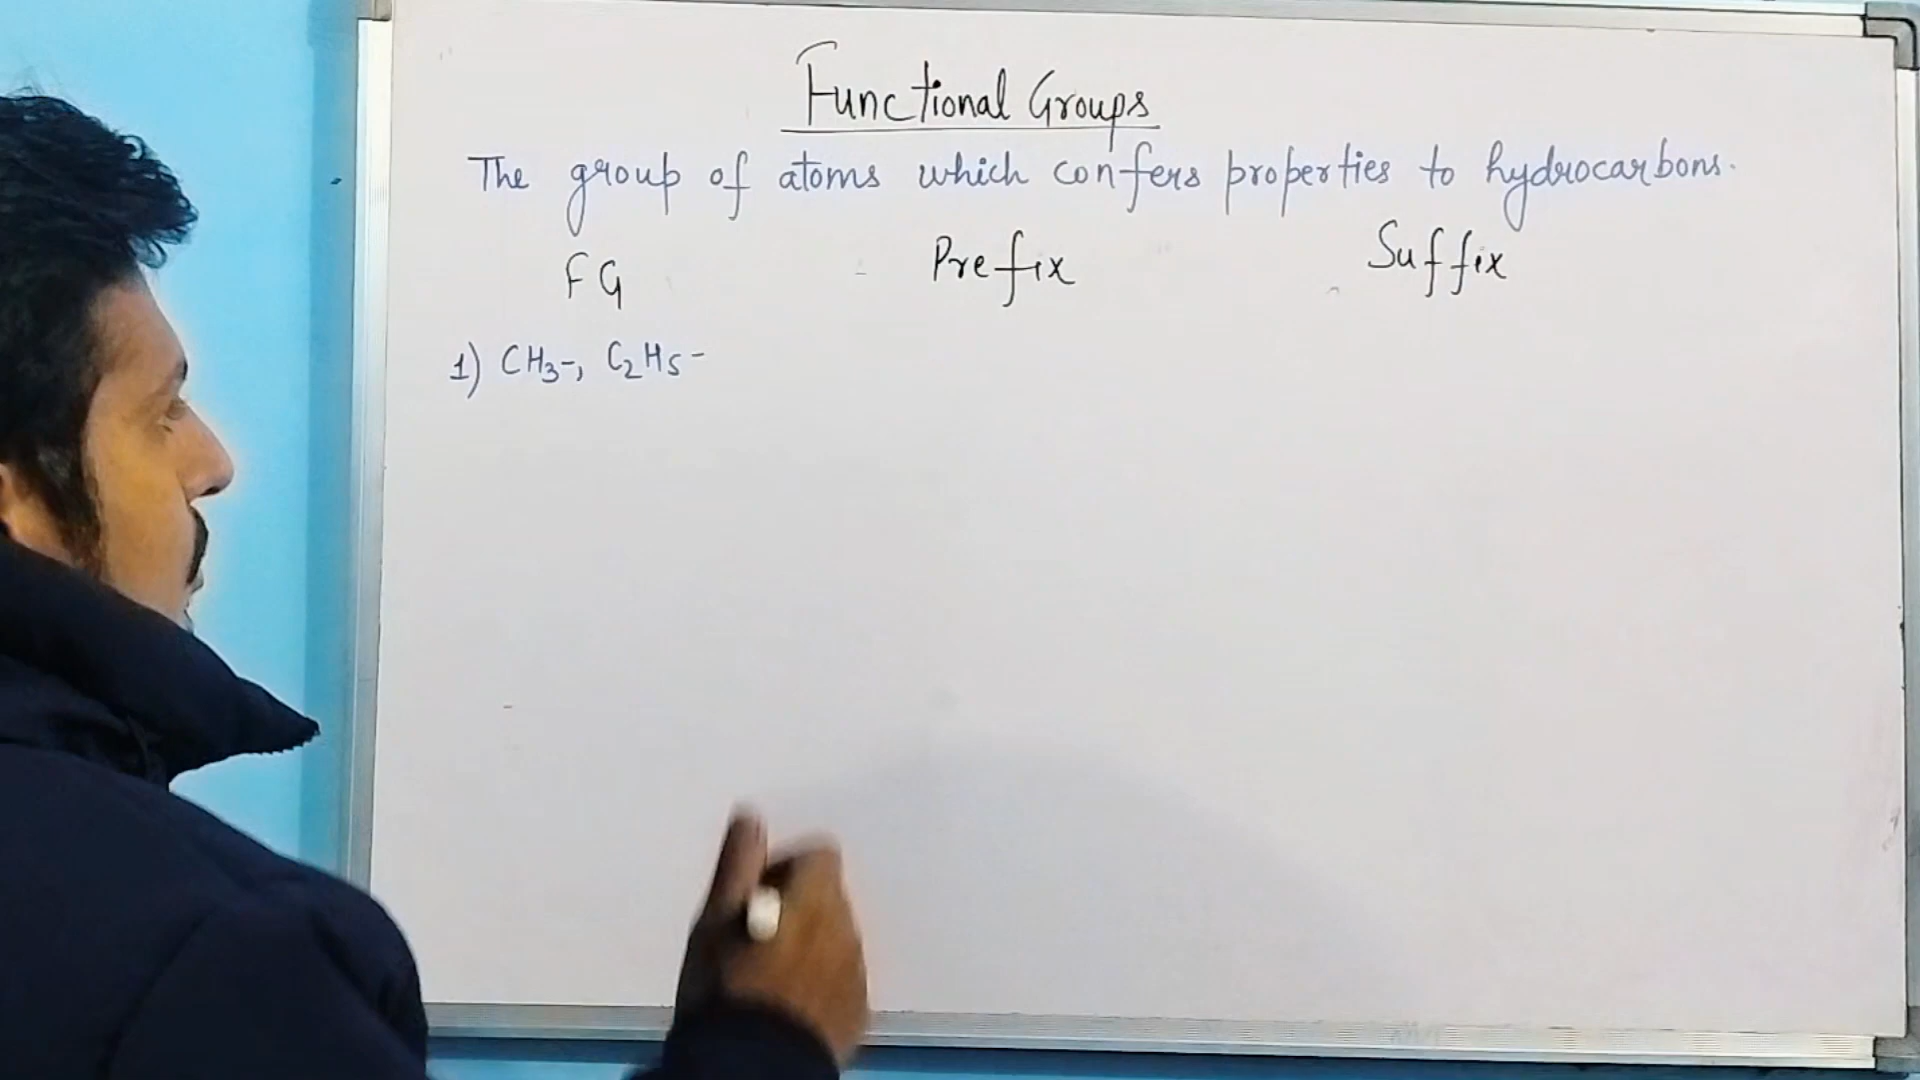 Functional Groups
The group of atoms which confers properties to hydrocarbons.
FG Prefix Suffix
1) CH₃-, C₂H₅-